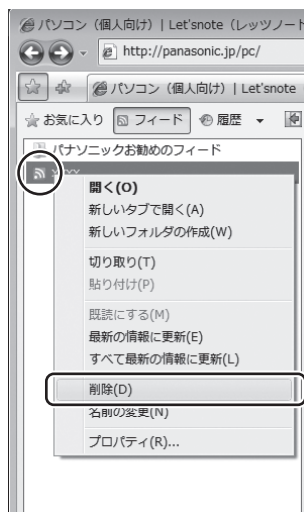 パソコン（個人向け）| Let'snote（レッツノート
http://panasonic.jp/pc/
パソコン（個人向け）| Let'snote
お気に入り フィード 履歴
パナソニックお勧めのフィード
開く(O)
新しいタブで開く(A)
新しいフォルダの作成(W)
切り取り(T)
貼り付け(P)
既読にする(M)
最新の情報に更新(E)
すべて最新の情報に更新(L)
削除(D)
名前の変更(N)
プロパティ(R)...